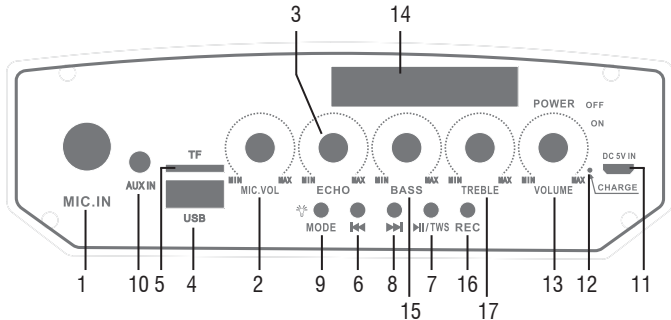 3 14
POWER OFF
ON
TF
DC 5V IN
AUX IN
MIN MAX MIN MAX MIN MAX MIN MAX MIN MAX
MIC.VOL ECHO BASS TREBLE VOLUME
CHARGE
MIC.IN
USB
MODE /TWS REC
1 10 5 4 2 9 6 8 15 7 16 17 13 12 11